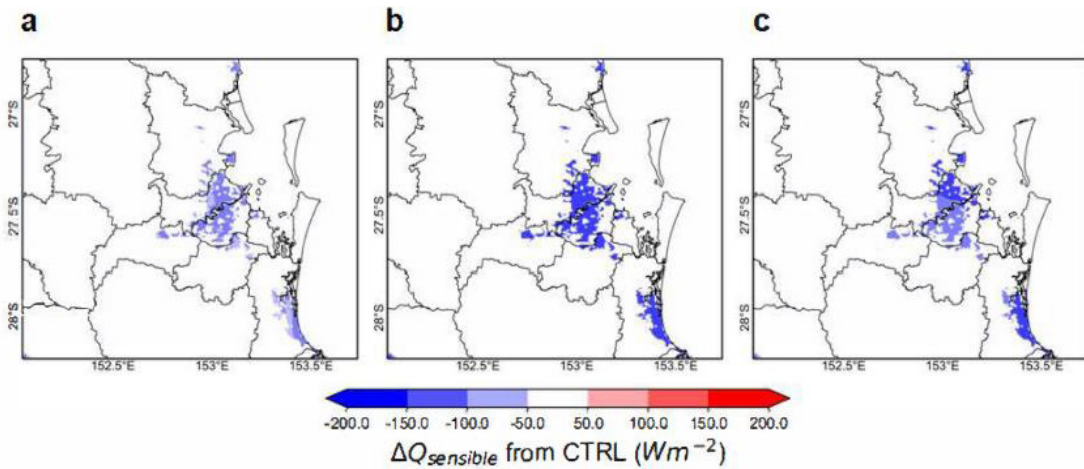 a b c
27°S 27°S 27°S
27.5°S 27.5°S 27.5°S
28°S 28°S 28°S
152.5°E 153°E 153.5°E 152.5°E 153°E 153.5°E 152.5°E 153°E 153.5°E
-200.0 -150.0 -100.0 -50.0 50.0 100.0 150.0 200.0
ΔQsensible from CTRL (Wm⁻²)